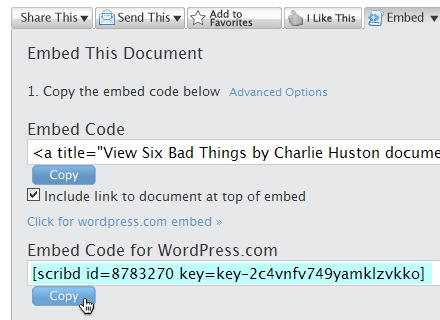 Share This Send This Add to Favorites I Like This Embed
Embed This Document
1. Copy the embed code below Advanced Options
Embed Code
<a title="View Six Bad Things by Charlie Huston docume
Copy
Include link to document at top of embed
Click for wordpress.com embed »
Embed Code for WordPress.com
[scribd id=8783270 key=key-2c4vnfv749yamklzvkko]
Copy